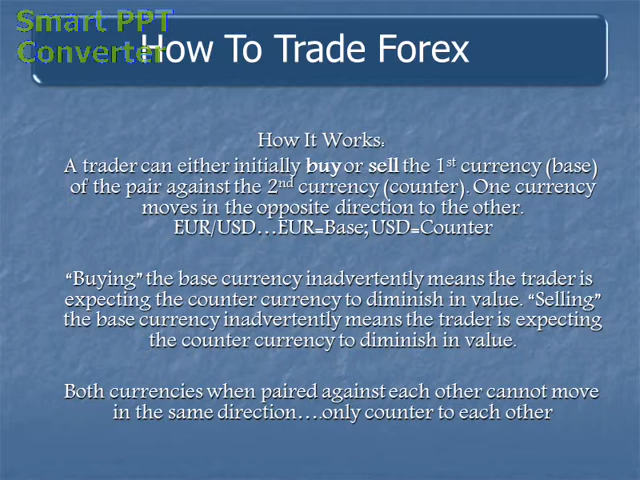 Smart PPT
Converter
How To Trade Forex
How It Works:
A trader can either initially buy or sell the 1st currency (base)
of the pair against the 2nd currency (counter). One currency
moves in the opposite direction to the other.
EUR/USD…EUR=Base; USD=Counter
“Buying” the base currency inadvertently means the trader is
expecting the counter currency to diminish in value. “Selling”
the base currency inadvertently means the trader is expecting
the counter currency to diminish in value.
Both currencies when paired against each other cannot move
in the same direction….only counter to each other